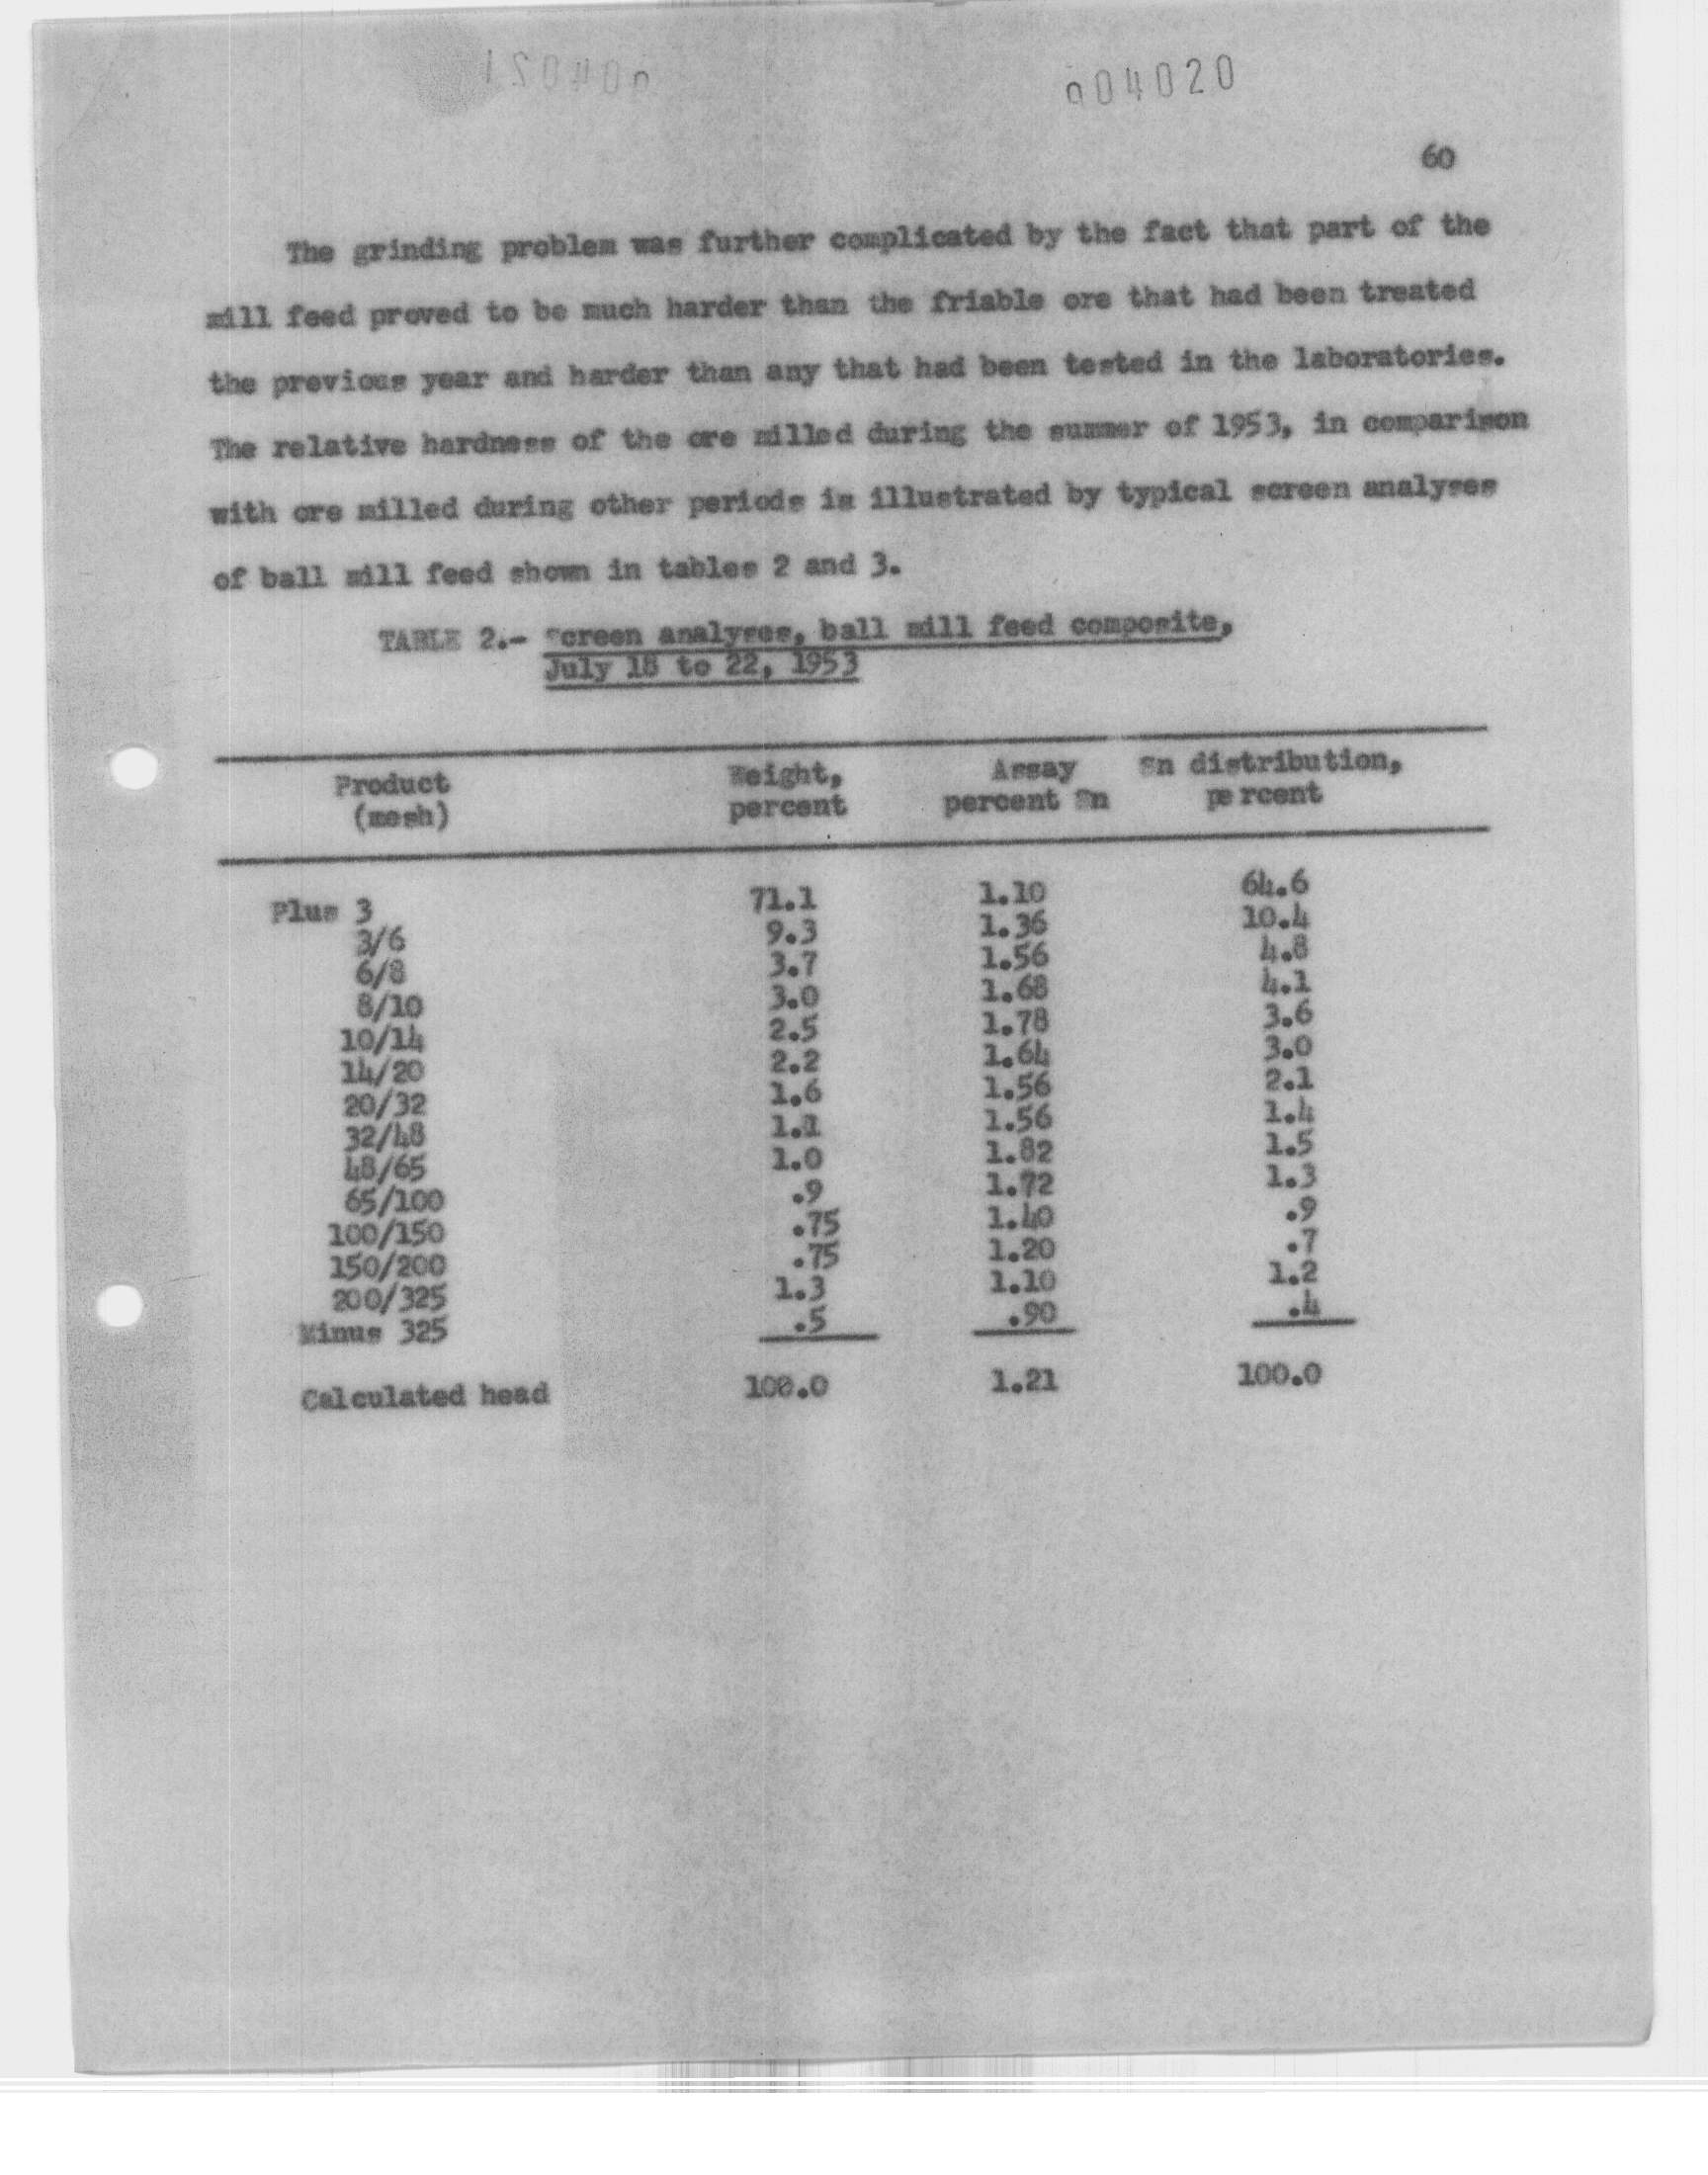 004020
60
The grinding problem was further complicated by the fact that part of the
mill feed proved to be much harder than the friable ore that had been treated
the previous year and harder than any that had been tested in the laboratories.
The relative hardness of the ore milled during the summer of 1953, in comparison
with ore milled during other periods is illustrated by typical screen analyses
of ball mill feed shown in tables 2 and 3.
TABLE 2.- Screen analyses, ball mill feed composite,
July 18 to 22, 1953
Product Weight, Assay Sn distribution,
(mesh) percent percent Sn percent
Plus 3 71.1 1.10 64.6
3/6 9.3 1.36 10.4
6/8 3.7 1.56 4.8
8/10 3.0 1.68 4.1
10/14 2.5 1.78 3.6
14/20 2.2 1.64 3.0
20/32 1.6 1.56 2.1
32/48 1.1 1.56 1.4
48/65 1.0 1.82 1.5
65/100 .9 1.72 1.3
100/150 .75 1.40 .9
150/200 .75 1.20 .7
200/325 1.3 1.10 1.2
Minus 325 .5 .90 .4
Calculated head 100.0 1.21 100.0